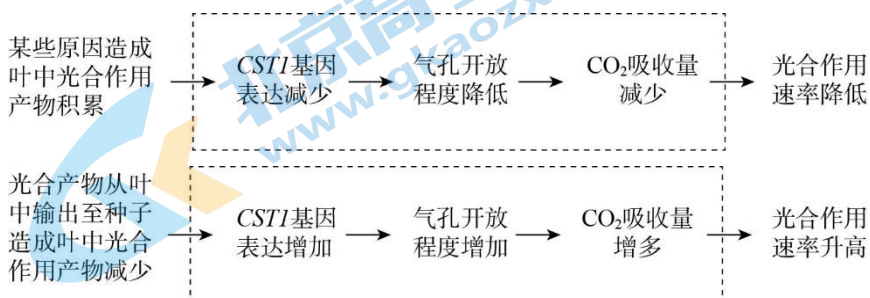 某些原因造成
叶中光合作用
产物积累
CST1基因
表达减少
气孔开放
程度降低
CO₂吸收量
减少
光合作用
速率降低
光合产物从叶
中输出至种子
造成叶中光合
作用产物减少
CST1基因
表达增加
气孔开放
程度增加
CO₂吸收量
增多
光合作用
速率升高
www.gkaozx